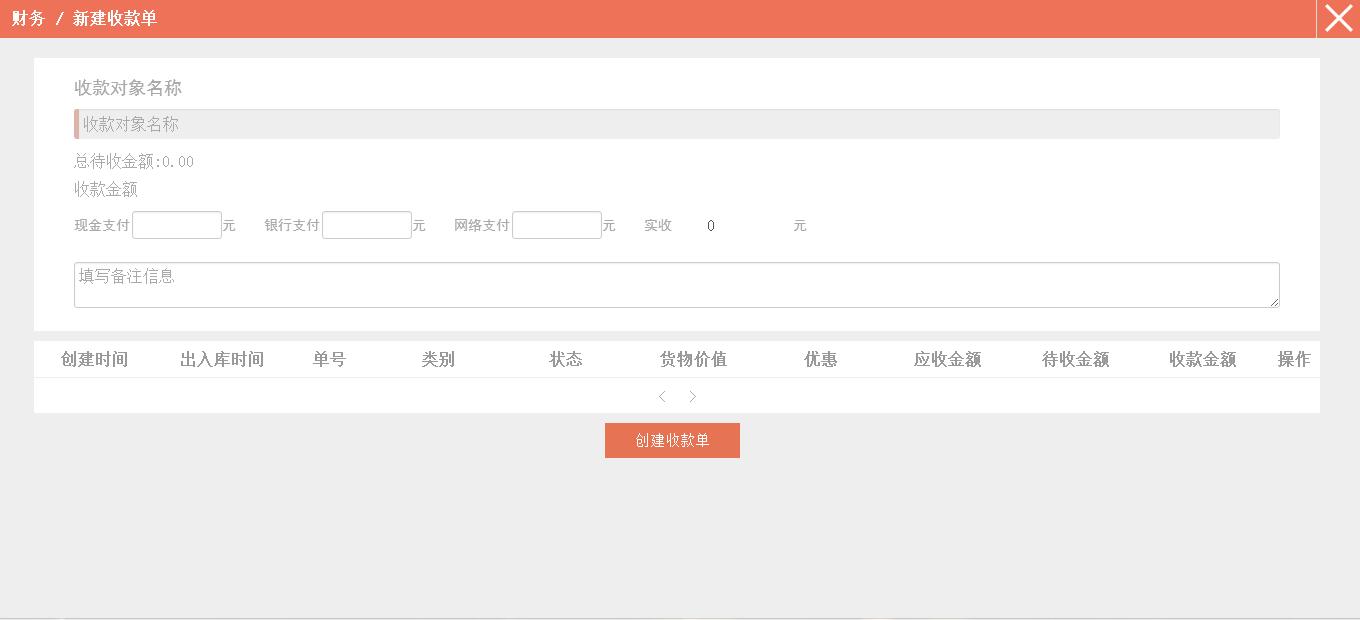 财务 / 新建收款单
收款对象名称
收款对象名称
总待收金额:0.00
收款金额
现金支付 元 银行支付 元 网络支付 元 实收 0 元
填写备注信息
创建时间 出入库时间 单号 类别 状态 货物价值 优惠 应收金额 待收金额 收款金额 操作
创建收款单